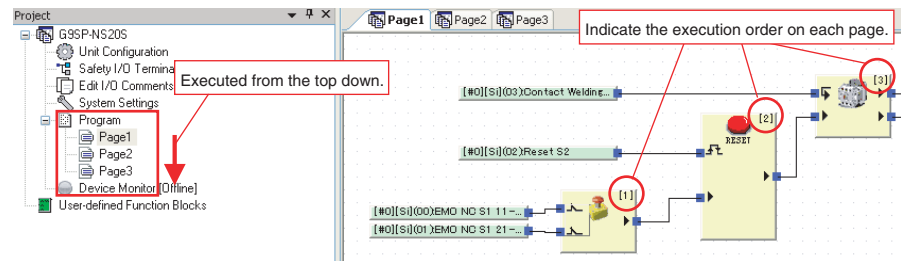 Project
G9SP-NS20S
Unit Configuration
Safety I/O Termina
Edit I/O Comments
System Settings
Program
Page1
Page2
Page3
Device Monitor [Offline]
User-defined Function Blocks
Executed from the top down.
Page1 Page2 Page3
Indicate the execution order on each page.
[#0][Si](03):Contact Welding...
[3]
[2]
RESET
[#0][Si](02):Reset S2
[1]
[#0][Si](00):EMO NC S1 11-...
[#0][Si](01):EMO NC S1 21-...